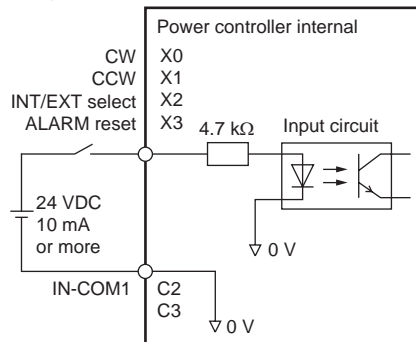 Power controller internal
CW X0
CCW X1
INT/EXT select X2
ALARM reset X3
4.7 kΩ
Input circuit
24 VDC
10 mA
or more
0 V
IN-COM1 C2
C3
0 V